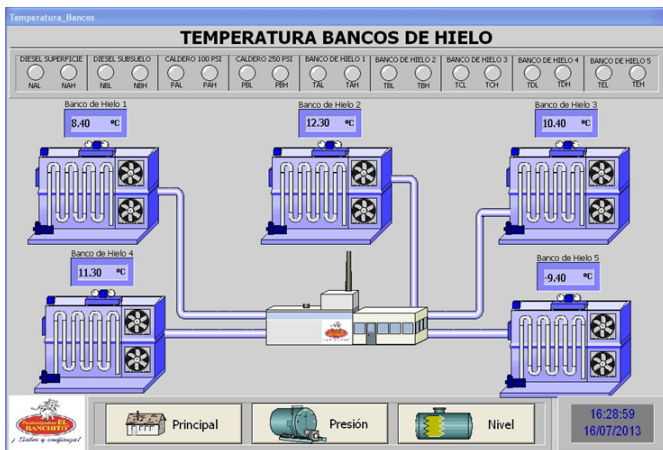 Temperatura_Bancos
TEMPERATURA BANCOS DE HIELO
DIESEL SUPERFICIE DIESEL SUBSUELO CALDERO 100 PSI CALDERO 250 PSI BANCO DE HIELO 1 BANCO DE HIELO 2 BANCO DE HIELO 3 BANCO DE HIELO 4 BANCO DE HIELO 5
NAL NAH NBL NBH PAL PAH PBL PBH TAL TAH TBL TBH TCL TCH TDL TDH TEL TEH
Banco de Hielo 1 Banco de Hielo 2 Banco de Hielo 3
8.40 ºC 12.30 ºC 10.40 ºC
Banco de Hielo 4 Banco de Hielo 5
11.30 ºC -9.40 ºC
EL
RANCHITO
¡ Sabor y confianza!
Principal Presión Nivel
16:28:59
16/07/2013